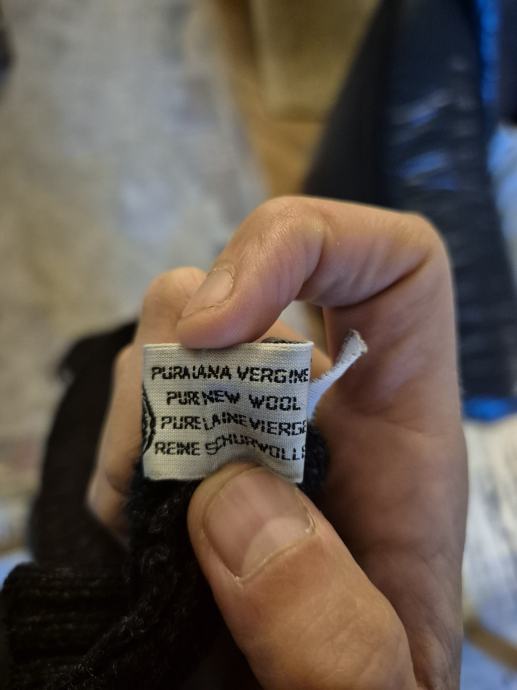 PURA LANA VERGINE
PURE NEW WOOL
PURE LAINE VIERGE
REINE SCHURWOLLE